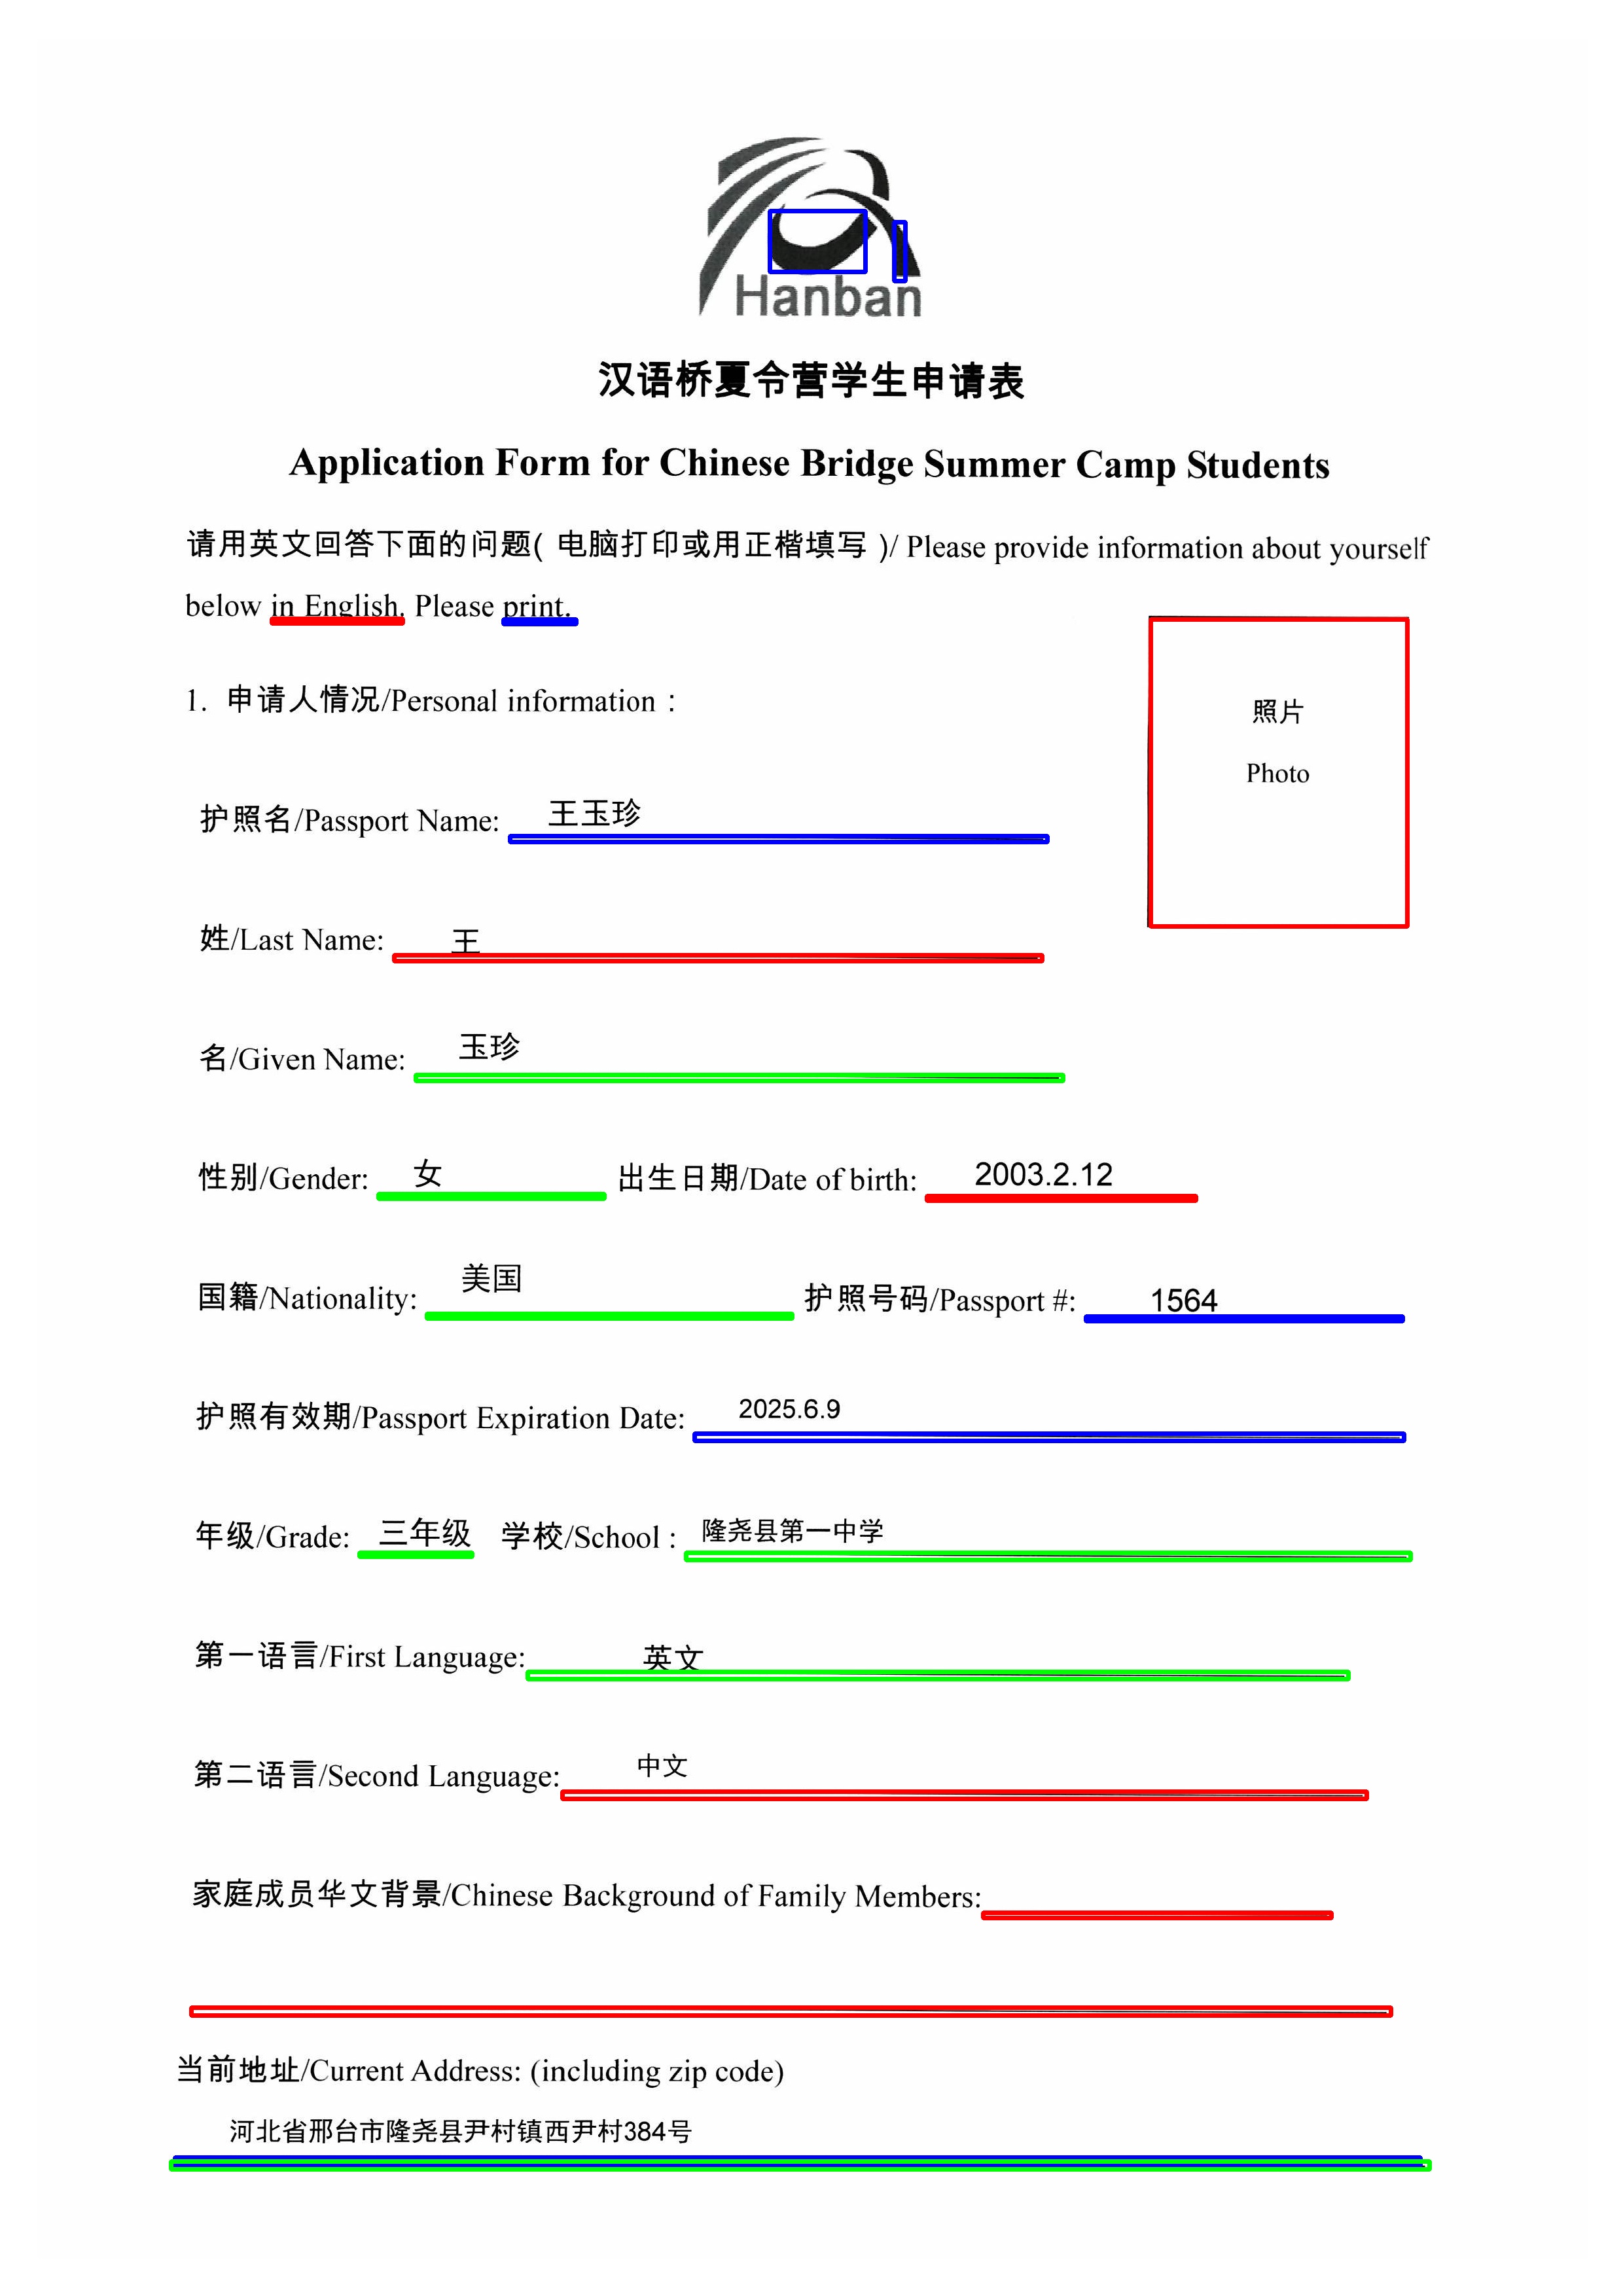 Hanban
汉语桥夏令营学生申请表
Application Form for Chinese Bridge Summer Camp Students
请用英文回答下面的问题( 电脑打印或用正楷填写 )/ Please provide information about yourself
below in English. Please print.
1. 申请人情况/Personal information：
照片
Photo
护照名/Passport Name: 王玉珍
姓/Last Name: 王
名/Given Name: 玉珍
性别/Gender: 女 出生日期/Date of birth: 2003.2.12
国籍/Nationality: 美国 护照号码/Passport #: 1564
护照有效期/Passport Expiration Date: 2025.6.9
年级/Grade: 三年级 学校/School : 隆尧县第一中学
第一语言/First Language: 英文
第二语言/Second Language: 中文
家庭成员华文背景/Chinese Background of Family Members:
当前地址/Current Address: (including zip code)
河北省邢台市隆尧县尹村镇西尹村384号